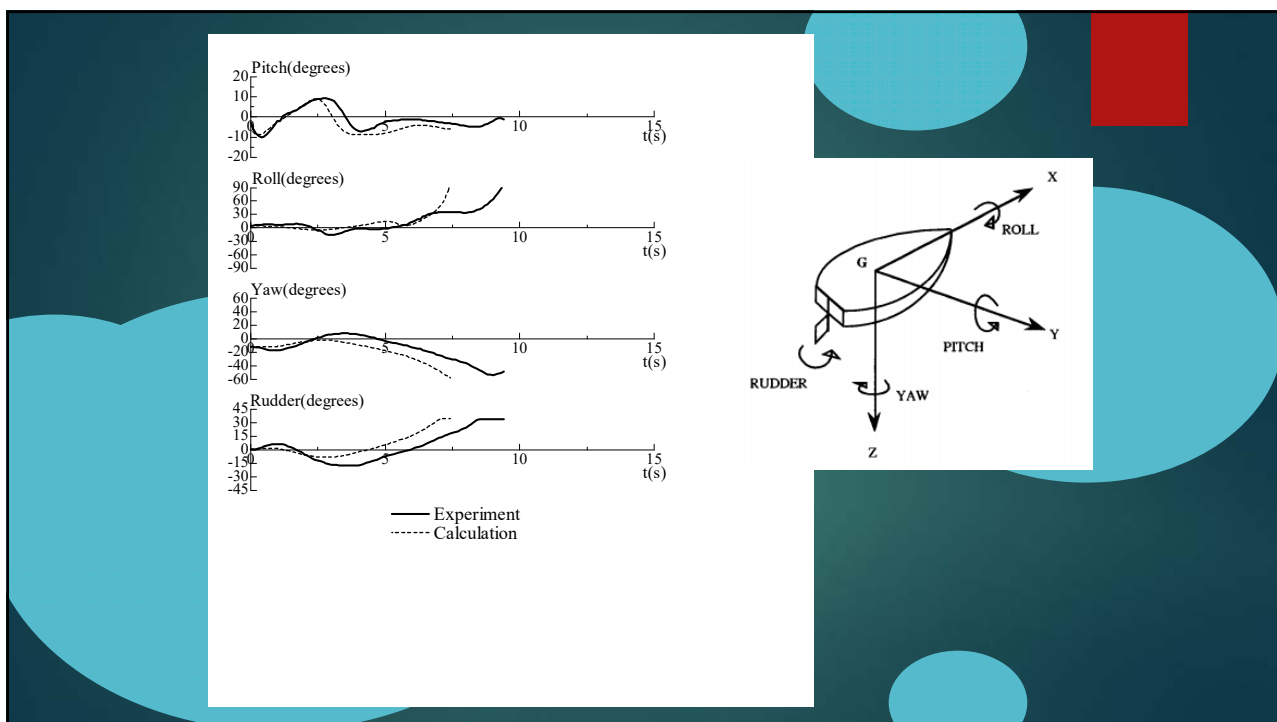 Pitch(degrees)
20
10
0
-10
-20
0
5
10
15
t(s)
Roll(degrees)
90
60
30
0
-30
-60
-90
0
5
10
15
t(s)
Yaw(degrees)
60
40
20
0
-20
-40
-60
0
5
10
15
t(s)
Rudder(degrees)
45
30
15
0
-15
-30
-45
0
5
10
15
t(s)
Experiment
Calculation
X
ROLL
G
Y
PITCH
RUDDER
YAW
Z